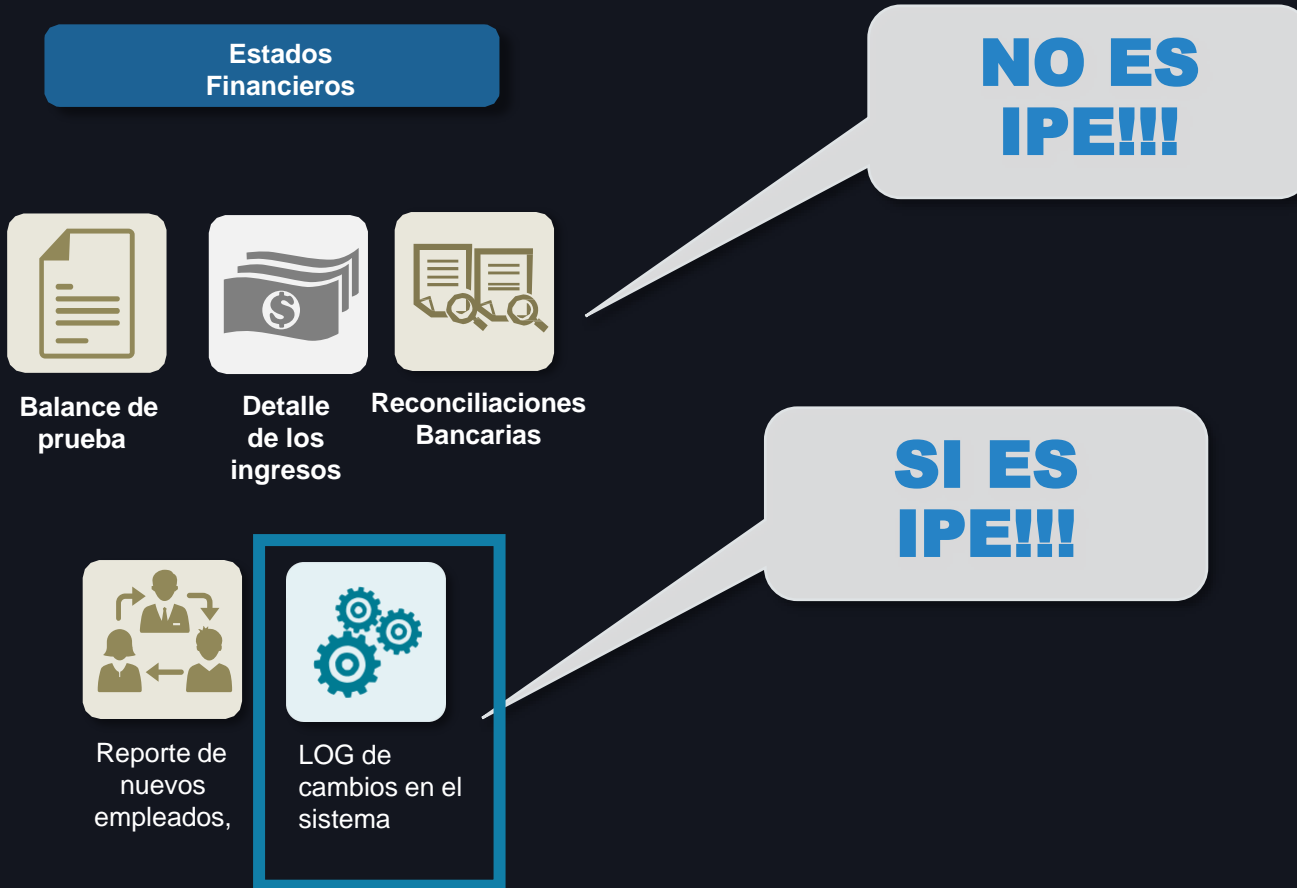 Estados
Financieros
NO ES
IPE!!!
Balance de
prueba
Detalle
de los
ingresos
Reconciliaciones
Bancarias
SI ES
IPE!!!
Reporte de
nuevos
empleados,
LOG de
cambios en el
sistema